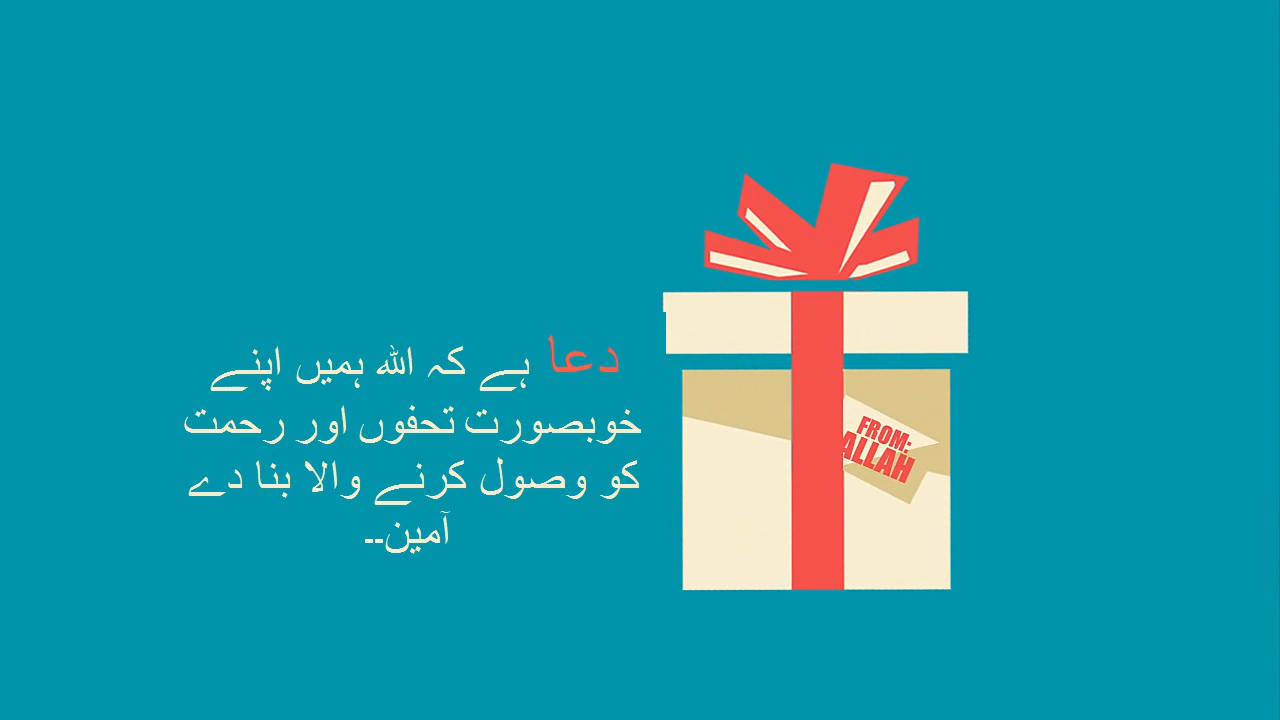 دعا ہے کہ اللہ ہمیں اپنے
خوبصورت تحفوں اور رحمت
کو وصول کرنے والا بنا دے
آمین۔۔
FROM:
ALLAH